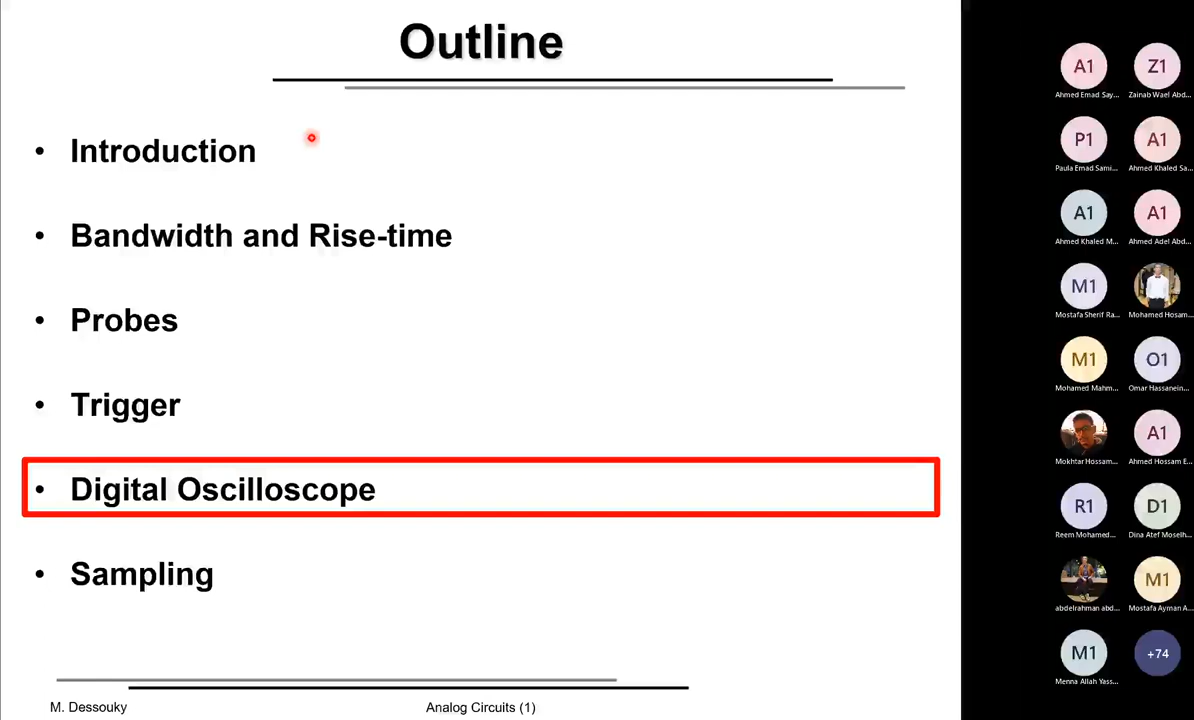 Outline
• Introduction
• Bandwidth and Rise-time
• Probes
• Trigger
• Digital Oscilloscope
• Sampling
M. Dessouky
Analog Circuits (1)
A1 Z1
Ahmed Emad Say... Zainab Wael Abd...
P1 A1
Paula Emad Sami... Ahmed Khaled Sa...
A1 A1
Ahmed Khaled M... Ahmed Adel Abd...
M1
Mostafa Sherif Ra... Mohamed Hosam...
M1 O1
Mohamed Mahm... Omar Hassanein...
A1
Mokhtar Hossam... Ahmed Hossam E...
R1 D1
Reem Mohamed... Dina Atef Moselh...
M1
abdelrahman abd... Mostafa Ayman A...
M1 +74
Menna Allah Yass...